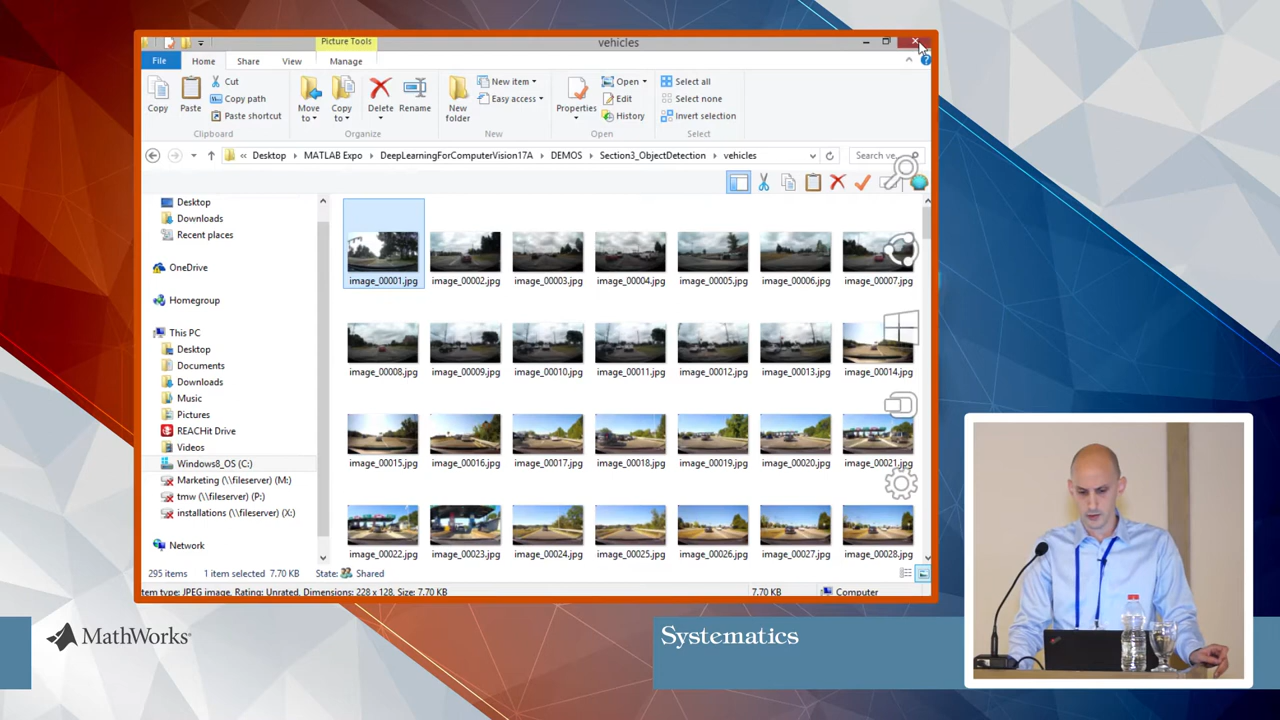 Picture Tools
vehicles
File
Home
Share
View
Manage
Copy
Paste
Cut
Copy path
Paste shortcut
Clipboard
Move to
Copy to
Delete
Rename
Organize
New folder
New item
Easy access
New
Properties
Open
Edit
History
Open
Select all
Select none
Invert selection
Select
« Desktop
MATLAB Expo
DeepLearningForComputerVision17A
DEMOS
Section3_ObjectDetection
vehicles
Search ve...
Desktop
Downloads
Recent places
OneDrive
Homegroup
This PC
Desktop
Documents
Downloads
Music
Pictures
REACHit Drive
Videos
Windows8_OS (C:)
Marketing (\\fileserver) (M:)
tmw (\\fileserver) (P:)
installations (\\fileserver) (X:)
Network
image_00001.jpg image_00002.jpg image_00003.jpg image_00004.jpg image_00005.jpg image_00006.jpg image_00007.jpg
image_00008.jpg image_00009.jpg image_00010.jpg image_00011.jpg image_00012.jpg image_00013.jpg image_00014.jpg
image_00015.jpg image_00016.jpg image_00017.jpg image_00018.jpg image_00019.jpg image_00020.jpg image_00021.jpg
image_00022.jpg image_00023.jpg image_00024.jpg image_00025.jpg image_00026.jpg image_00027.jpg image_00028.jpg
295 items 1 item selected 7.70 KB State: Shared
tem type: JPEG image, Rating: Unrated, Dimensions: 228 x 128, Size: 7.70 KB 7.70 KB Computer
MathWorks®
Systematics